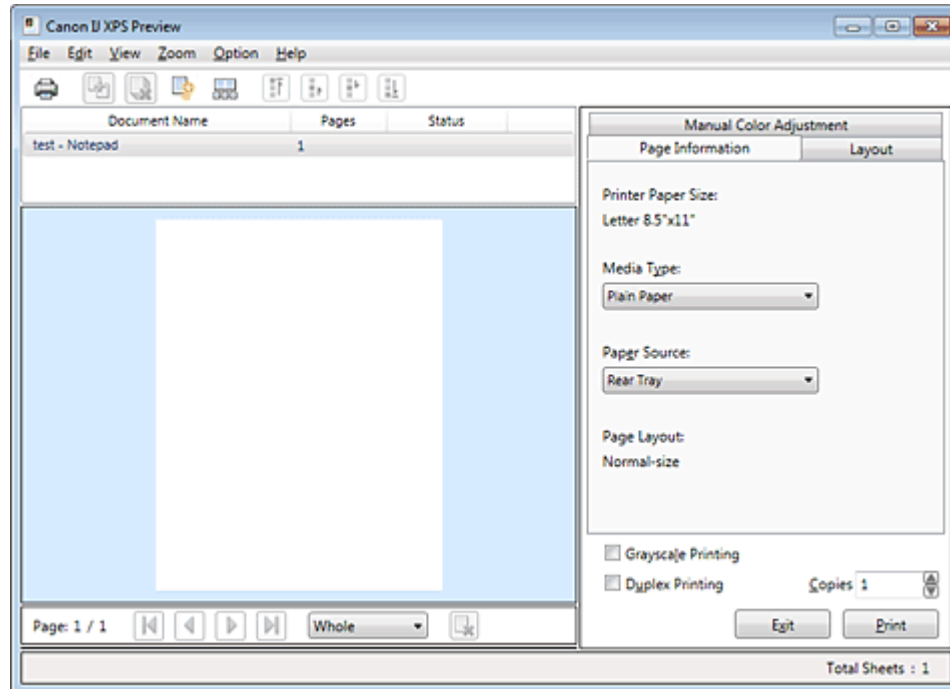 Canon IJ XPS Preview
File Edit View Zoom Option Help
Document Name Pages Status
test - Notepad 1
Manual Color Adjustment
Page Information Layout
Printer Paper Size:
Letter 8.5"x11"
Media Type:
Plain Paper
Paper Source:
Rear Tray
Page Layout:
Normal-size
Grayscale Printing
Duplex Printing Copies 1
Page: 1 / 1 Whole
Exit Print
Total Sheets : 1